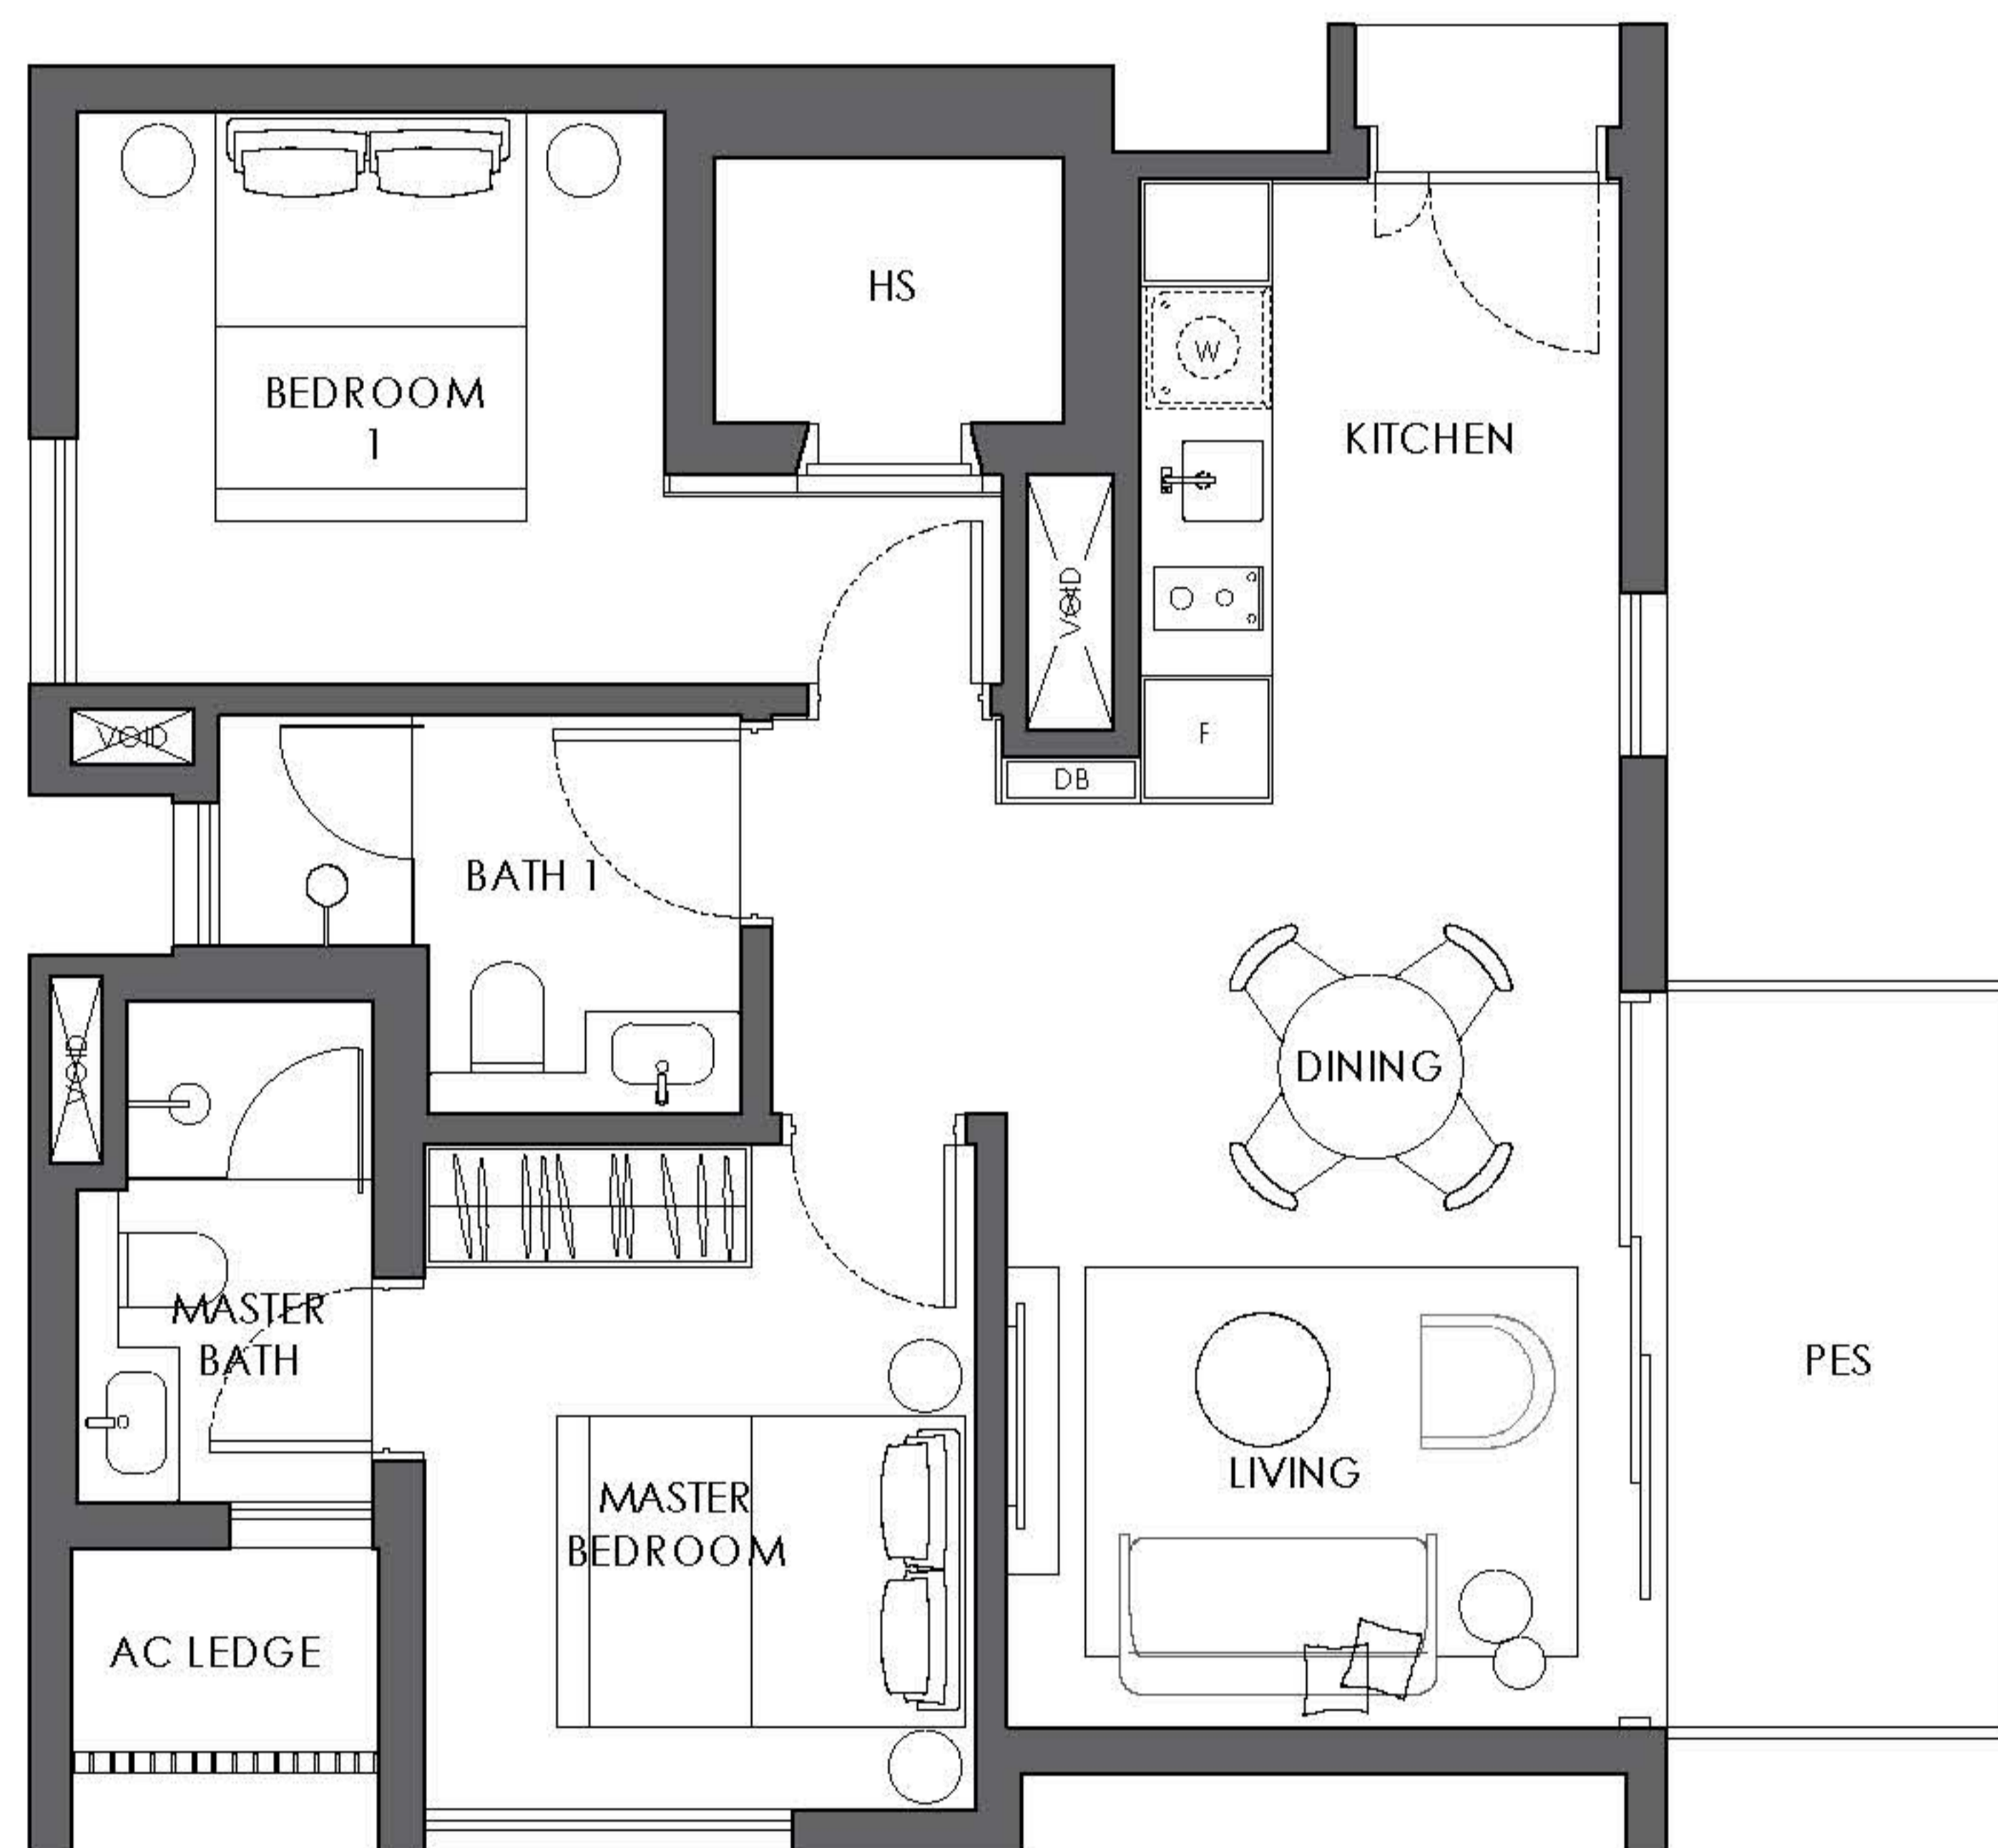 HS
W
BEDROOM
1
KITCHEN
VOID
VOID
F
DB
BATH 1
VOID
DINING
MASTER
BATH
PES
LIVING
MASTER
BEDROOM
AC LEDGE